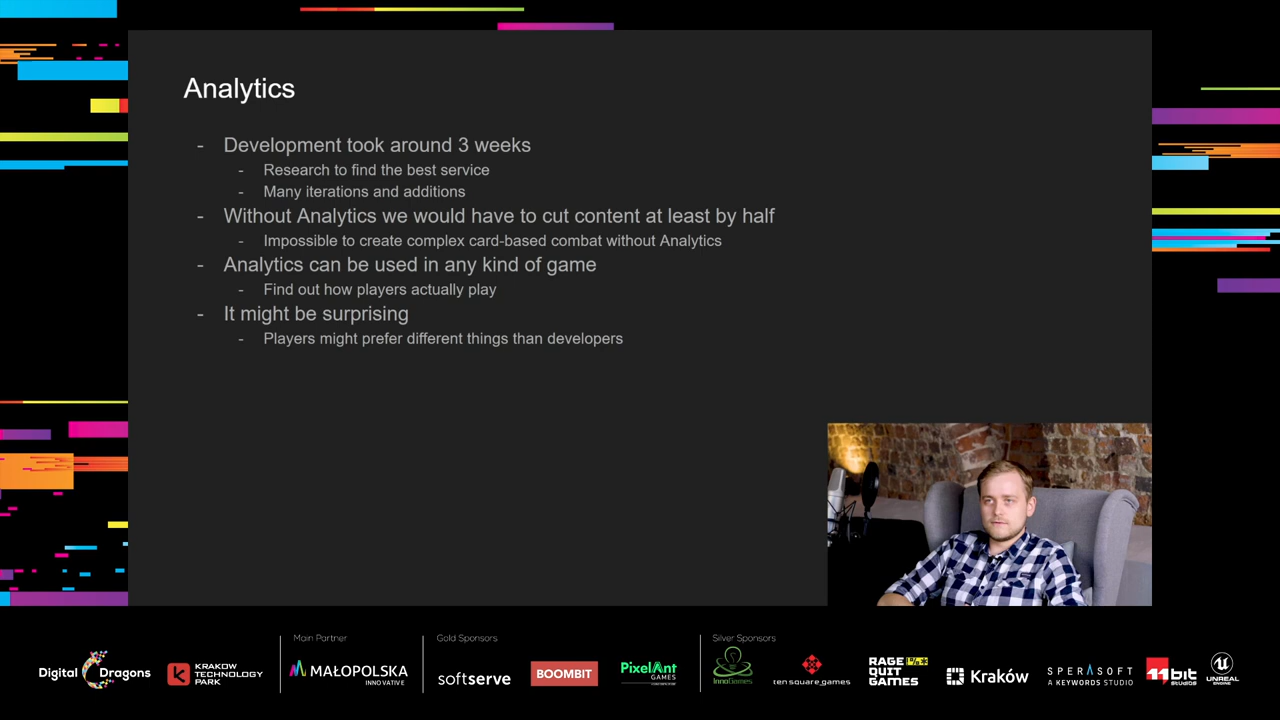 Analytics
- Development took around 3 weeks
- Research to find the best service
- Many iterations and additions
- Without Analytics we would have to cut content at least by half
- Impossible to create complex card-based combat without Analytics
- Analytics can be used in any kind of game
- Find out how players actually play
- It might be surprising
- Players might prefer different things than developers
Main Partner
Gold Sponsors
Silver Sponsors
Digital Dragons
KRAKOW
TECHNOLOGY
PARK
MAŁOPOLSKA
INNOVATIVE
softserve
BOOMBIT
PixelAnt
GAMES
InnoGames
ten square games
RAGE
QUIT
GAMES
Kraków
SPERASOFT
A KEYWORDS STUDIO
11bit
STUDIOS
UNREAL
ENGINE